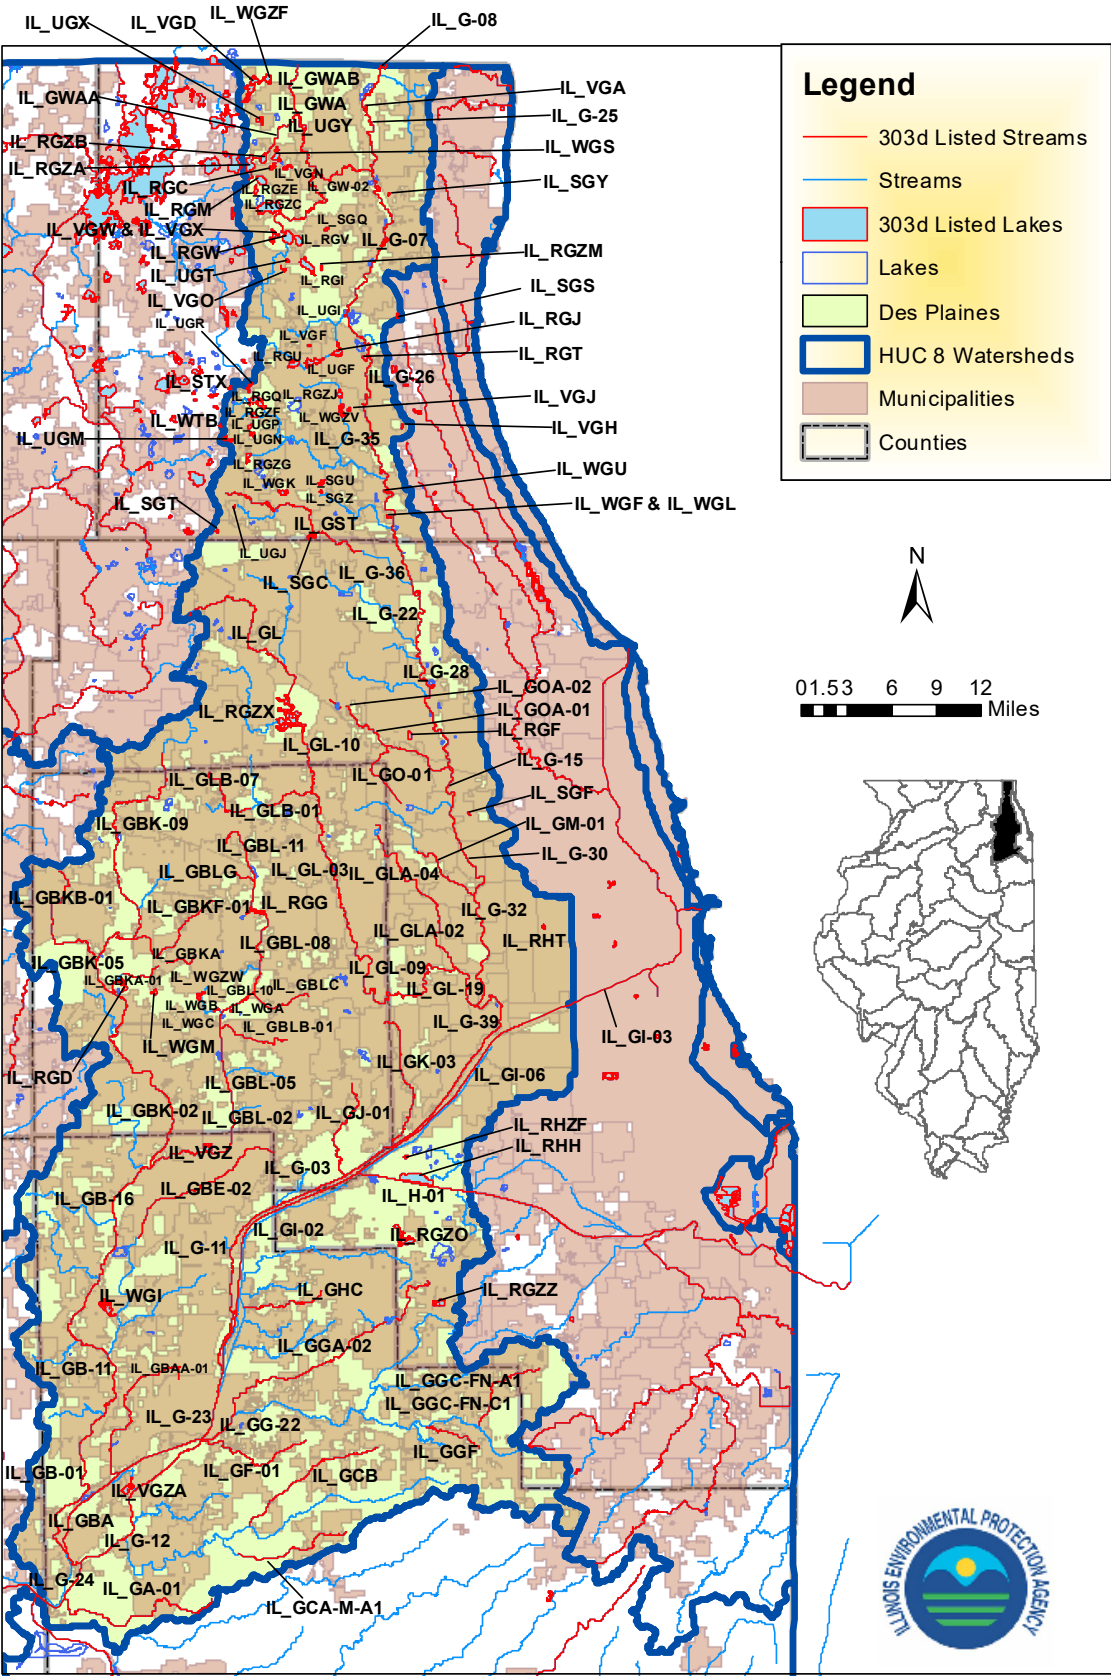 IL_UGX
IL_VGD
IL_WGZF
IL_G-08
IL_GWAB
IL_GWAA
IL_GWA
IL_UGY
IL_VGA
IL_G-25
IL_RGZB
IL_WGS
IL_RGZA
IL_VGN
IL_RGC
IL_RGZE
IL_GW-02
IL_SGY
IL_RGM
IL_RGZC
IL_SGQ
IL_VGW & IL_VGX
IL_RGV
IL_G-07
IL_RGW
IL_RGZM
IL_UGT
IL_RGI
IL_SGS
IL_VGO
IL_UGI
IL_RGJ
IL_UGR
IL_VGF
IL_RGT
IL_RGU
IL_UGF
IL_G-26
IL_STX
IL_RGQ
IL_RGZJ
IL_VGJ
IL_RGZF
IL_WGZV
IL_WTB
IL_UGP
IL_VGH
IL_UGM
IL_UGN
IL_G-35
IL_RGZG
IL_WGU
IL_WGK
IL_SGU
IL_SGZ
IL_SGT
IL_WGF & IL_WGL
IL_GST
IL_UGJ
IL_SGC
IL_G-36
IL_G-22
IL_GL
IL_G-28
IL_GOA-02
IL_RGZX
IL_GOA-01
IL_RGF
IL_GL-10
IL_G-15
IL_GLB-07
IL_GO-01
IL_SGF
IL_GLB-01
IL_GBK-09
IL_GM-01
IL_GBL-11
IL_G-30
IL_GBLG
IL_GL-03
IL_GLA-04
IL_GBKB-01
IL_GBKF-01
IL_RGG
IL_G-32
IL_GLA-02
IL_RHT
IL_GBL-08
IL_GBKA
IL_GBK-05
IL_GL-09
IL_GBKA-01
IL_WGZW
IL_GBLC
IL_GBL-10
IL_GL-19
IL_WGB
IL_WGA
IL_WGC
IL_GBLB-01
IL_G-39
IL_GI-03
IL_WGM
IL_GK-03
IL_RGD
IL_GI-06
IL_GBL-05
IL_GBK-02
IL_GBL-02
IL_GJ-01
IL_RHZF
IL_RHH
IL_VGZ
IL_G-03
IL_GBE-02
IL_H-01
IL_GB-16
IL_GI-02
IL_RGZO
IL_G-11
IL_WGI
IL_GHC
IL_RGZZ
IL_GGA-02
IL_GB-11
IL_GBAA-01
IL_GGC-FN-A1
IL_GGC-FN-C1
IL_G-23
IL_GG-22
IL_GGF
IL_GB-01
IL_GF-01
IL_GCB
IL_VGZA
IL_GBA
IL_G-12
IL_G-24
IL_GA-01
IL_GCA-M-A1
Legend
303d Listed Streams
Streams
303d Listed Lakes
Lakes
Des Plaines
HUC 8 Watersheds
Municipalities
Counties
N
0 1.5 3 6 9 12
Miles
ILLINOIS ENVIRONMENTAL PROTECTION AGENCY